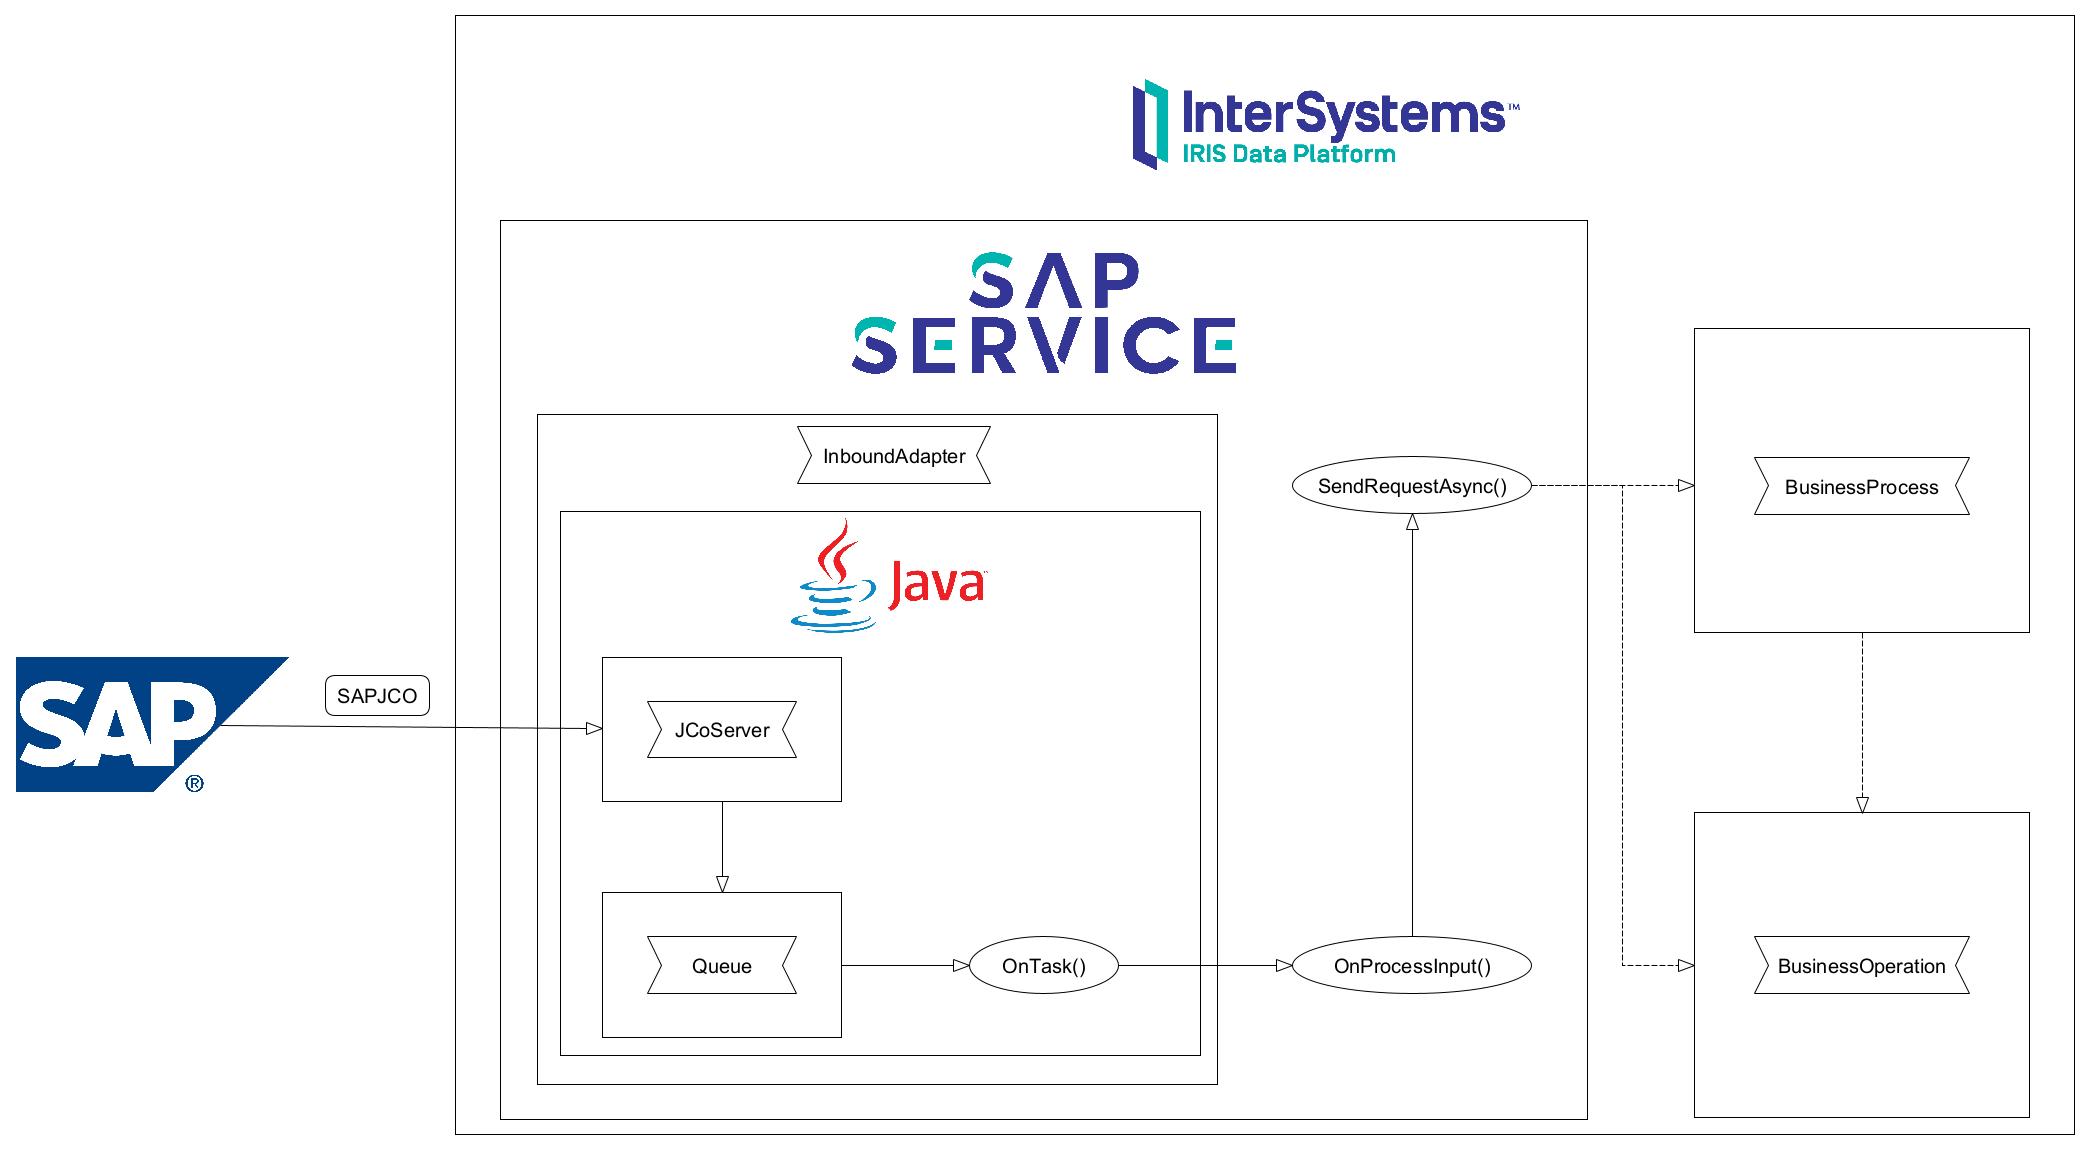 InterSystems™
IRIS Data Platform
SAP
SERVICE
InboundAdapter
Java™
SAP
®
SAPJCO
JCoServer
Queue
OnTask()
OnProcessInput()
SendRequestAsync()
BusinessProcess
BusinessOperation